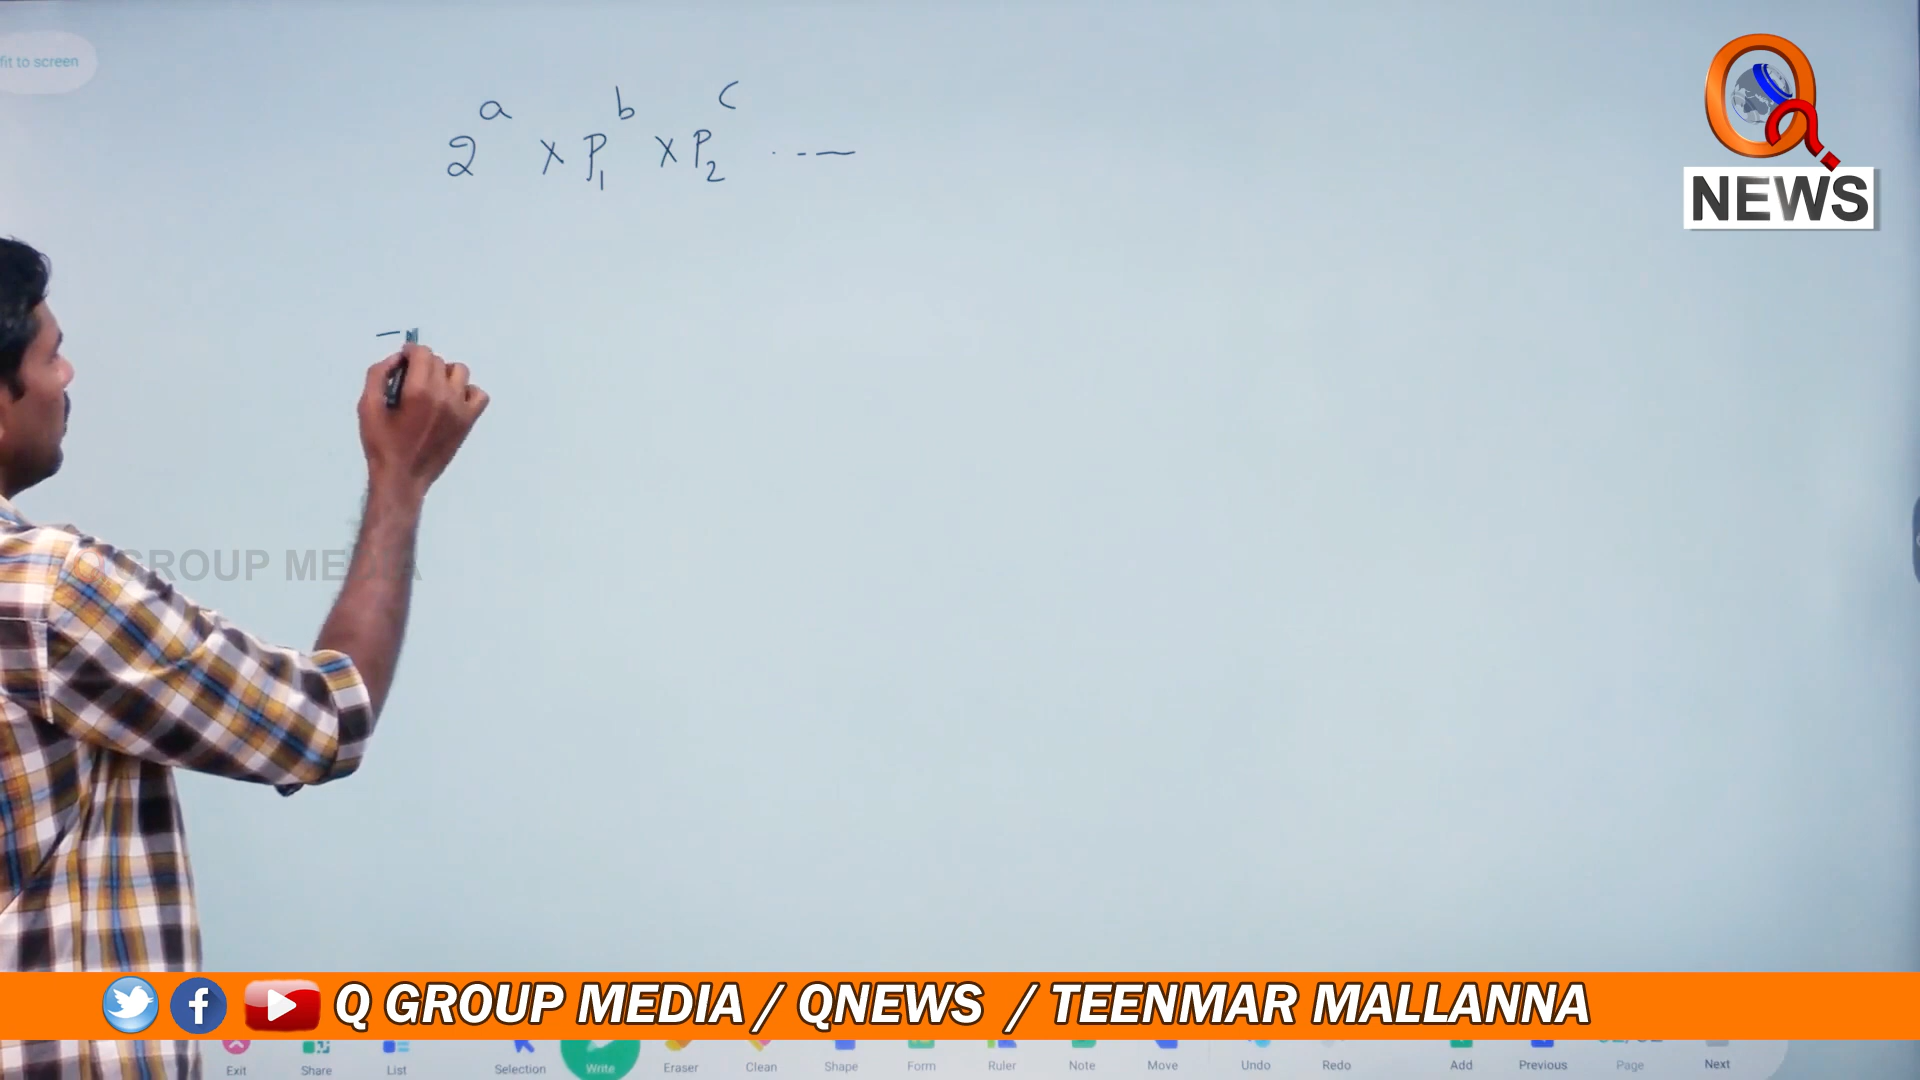 fit to screen
2^a × P₁^b × P₂^c ...—
Q
NEWS
Q GROUP MEDIA
Q GROUP MEDIA / QNEWS / TEENMAR MALLANNA
Exit Share List Selection Write Eraser Clean Shape Form Ruler Note Move Undo Redo Add Previous Page Next